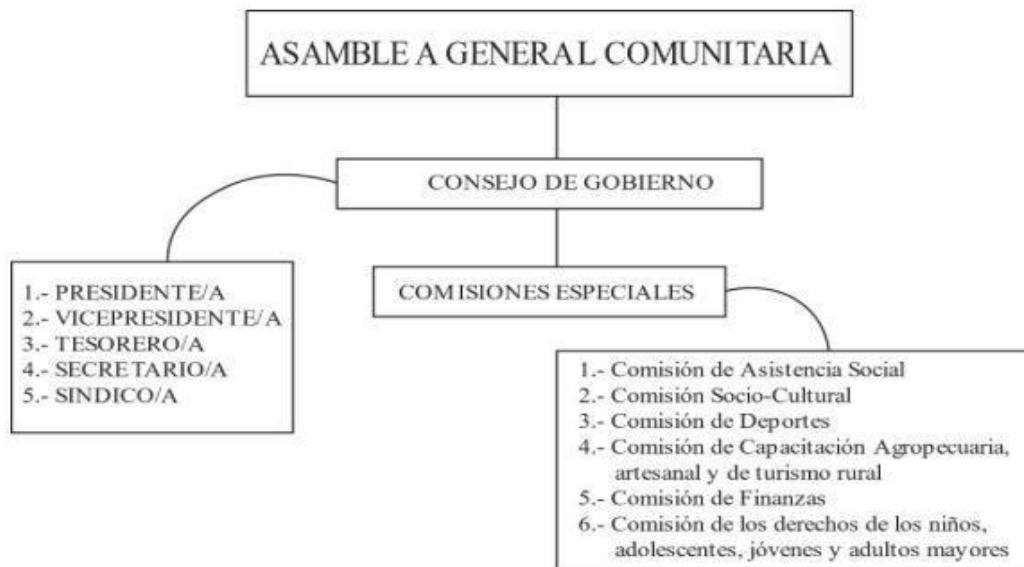 ASAMBLE A GENERAL COMUNITARIA
CONSEJO DE GOBIERNO
1.- PRESIDENTE/A
2.- VICEPRESIDENTE/A
3.- TESORERO/A
4.- SECRETARIO/A
5.- SINDICO/A
COMISIONES ESPECIALES
1.- Comisión de Asistencia Social
2.- Comisión Socio-Cultural
3.- Comisión de Deportes
4.- Comisión de Capacitación Agropecuaria,
artesanal y de turismo rural
5.- Comisión de Finanzas
6.- Comisión de los derechos de los niños,
adolescentes, jóvenes y adultos mayores